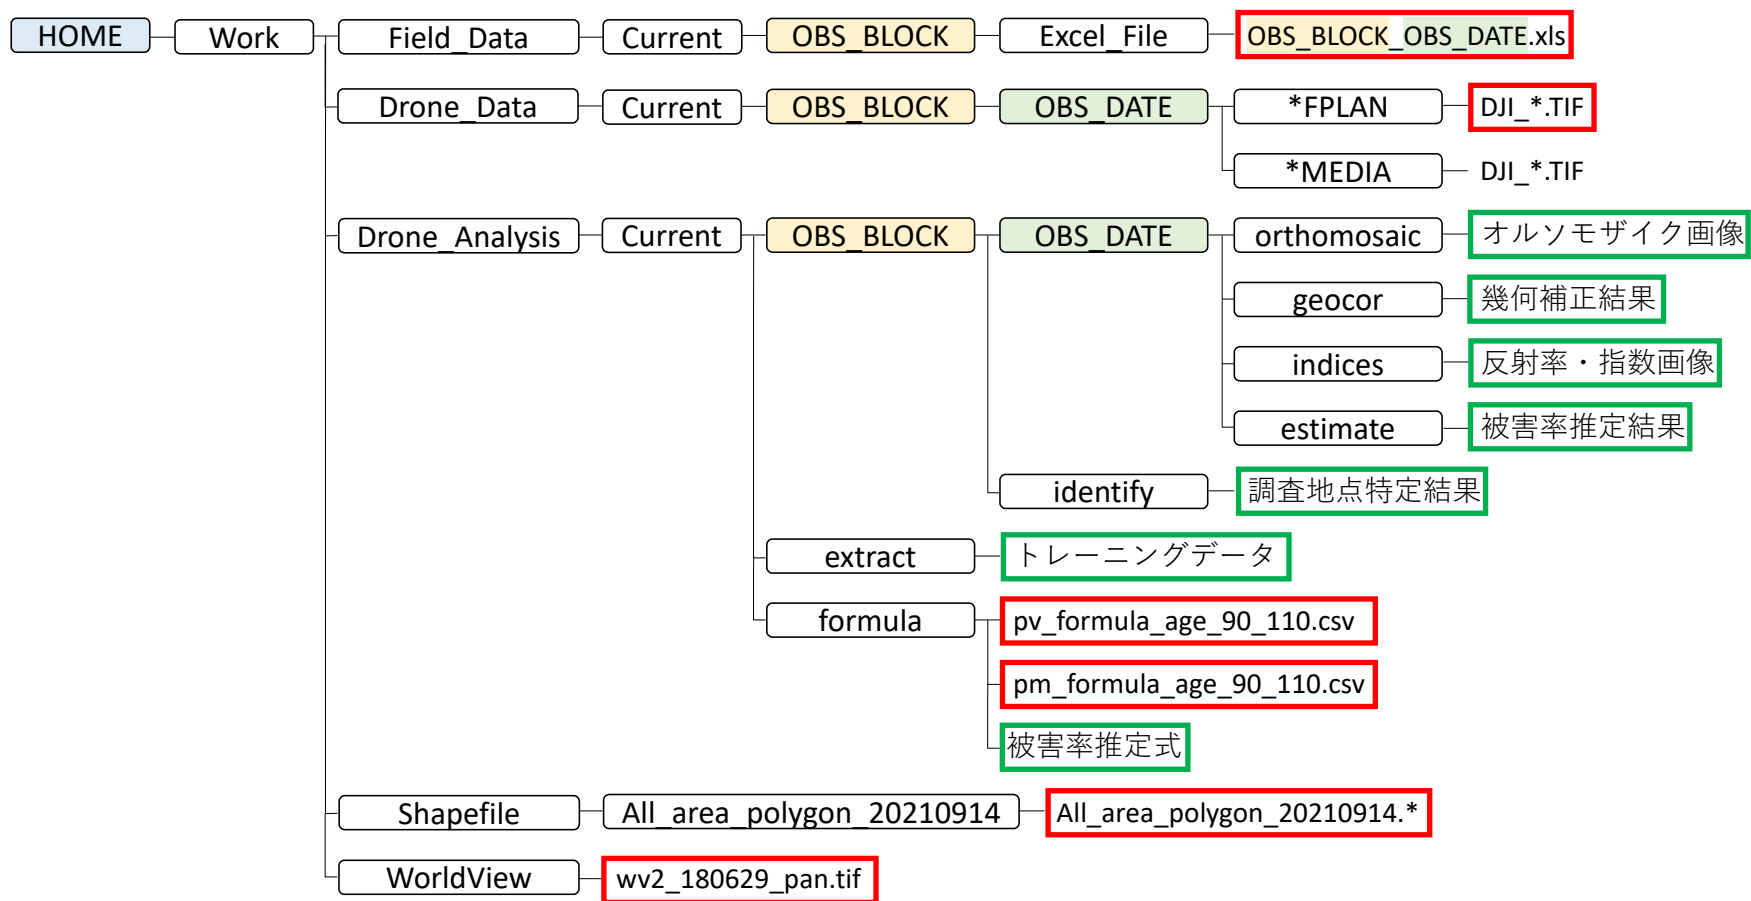 HOME
Work
Field_Data
Current
OBS_BLOCK
Excel_File
OBS_BLOCK_OBS_DATE.xls
Drone_Data
Current
OBS_BLOCK
OBS_DATE
*FPLAN
DJI_*.TIF
*MEDIA
DJI_*.TIF
Drone_Analysis
Current
OBS_BLOCK
OBS_DATE
orthomosaic
オルソモザイク画像
geocor
幾何補正結果
indices
反射率・指数画像
estimate
被害率推定結果
identify
調査地点特定結果
extract
トレーニングデータ
formula
pv_formula_age_90_110.csv
pm_formula_age_90_110.csv
被害率推定式
Shapefile
All_area_polygon_20210914
All_area_polygon_20210914.*
WorldView
wv2_180629_pan.tif